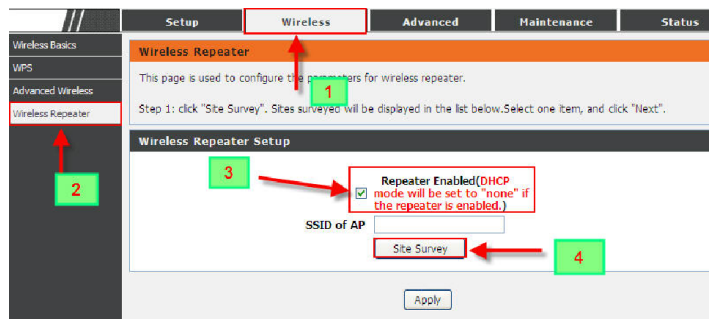 Setup Wireless Advanced Maintenance Status
Wireless Basics
WPS
Advanced Wireless
Wireless Repeater
Wireless Repeater
This page is used to configure the parameters for wireless repeater.
1
Step 1: click "Site Survey". Sites surveyed will be displayed in the list below.Select one item, and click "Next".
Wireless Repeater Setup
2
3
Repeater Enabled(DHCP
mode will be set to "none" if
the repeater is enabled.)
SSID of AP
Site Survey
4
Apply